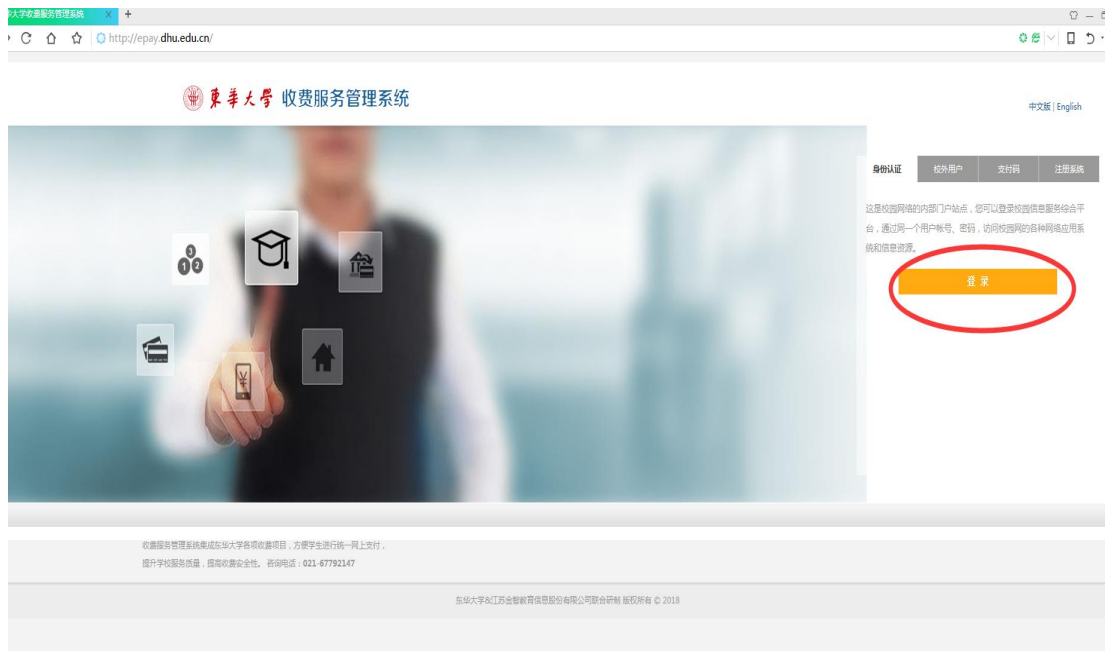 大学收费服务管理系统
http://epay.dhu.edu.cn/
東華大學 收费服务管理系统
中文版 | English
身份认证 校外用户 支付码 注册系统
这是校园网络的内部门户站点，您可以登录校园信息服务综合平
台，通过同一个用户帐号、密码，访问校园网的各种网络应用系
统和信息资源。
登 录
3
1 2
¥
收费服务管理系统集成东华大学各项收费项目，方便学生进行统一网上支付，
提升学校服务质量，提高收费安全性。 咨询电话：021-67792147
东华大学&江苏金智教育信息股份有限公司联合研制 版权所有 © 2018